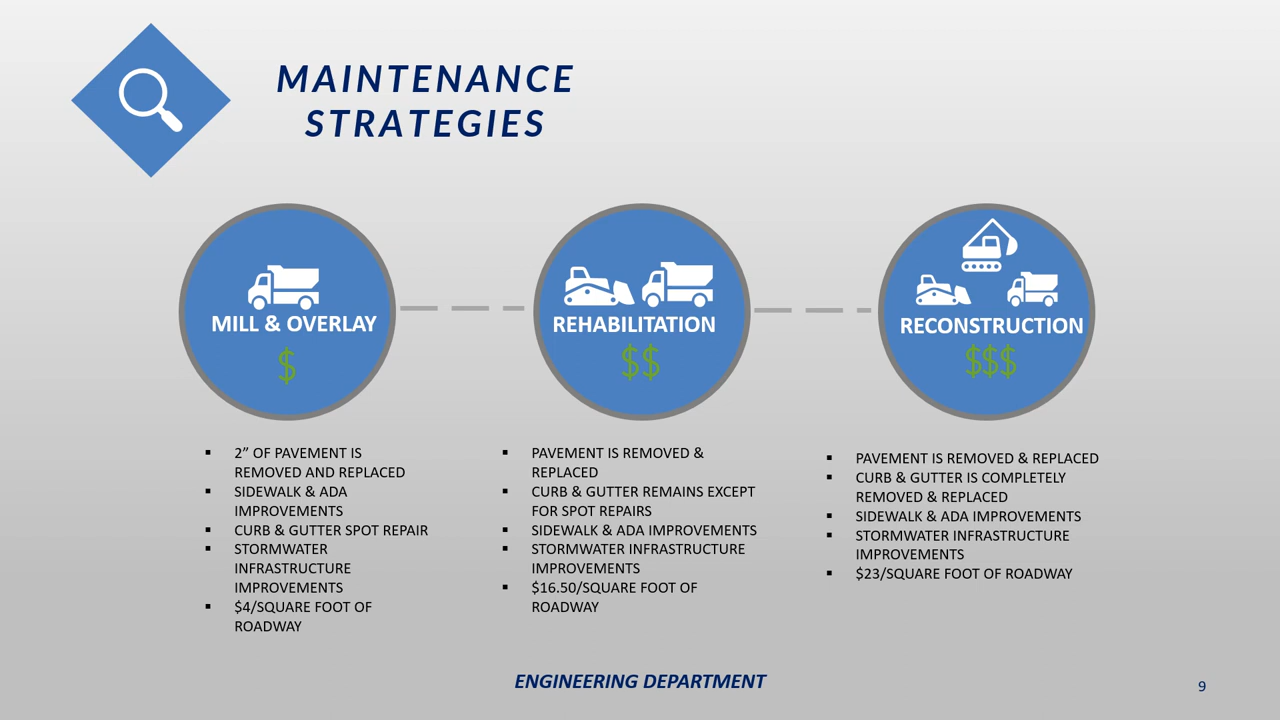 MAINTENANCE
STRATEGIES
MILL & OVERLAY
$
REHABILITATION
$$
RECONSTRUCTION
$$$
▪ 2” OF PAVEMENT IS
REMOVED AND REPLACED
▪ SIDEWALK & ADA
IMPROVEMENTS
▪ CURB & GUTTER SPOT REPAIR
▪ STORMWATER
INFRASTRUCTURE
IMPROVEMENTS
▪ $4/SQUARE FOOT OF
ROADWAY
▪ PAVEMENT IS REMOVED &
REPLACED
▪ CURB & GUTTER REMAINS EXCEPT
FOR SPOT REPAIRS
▪ SIDEWALK & ADA IMPROVEMENTS
▪ STORMWATER INFRASTRUCTURE
IMPROVEMENTS
▪ $16.50/SQUARE FOOT OF
ROADWAY
▪ PAVEMENT IS REMOVED & REPLACED
▪ CURB & GUTTER IS COMPLETELY
REMOVED & REPLACED
▪ SIDEWALK & ADA IMPROVEMENTS
▪ STORMWATER INFRASTRUCTURE
IMPROVEMENTS
▪ $23/SQUARE FOOT OF ROADWAY
ENGINEERING DEPARTMENT
9